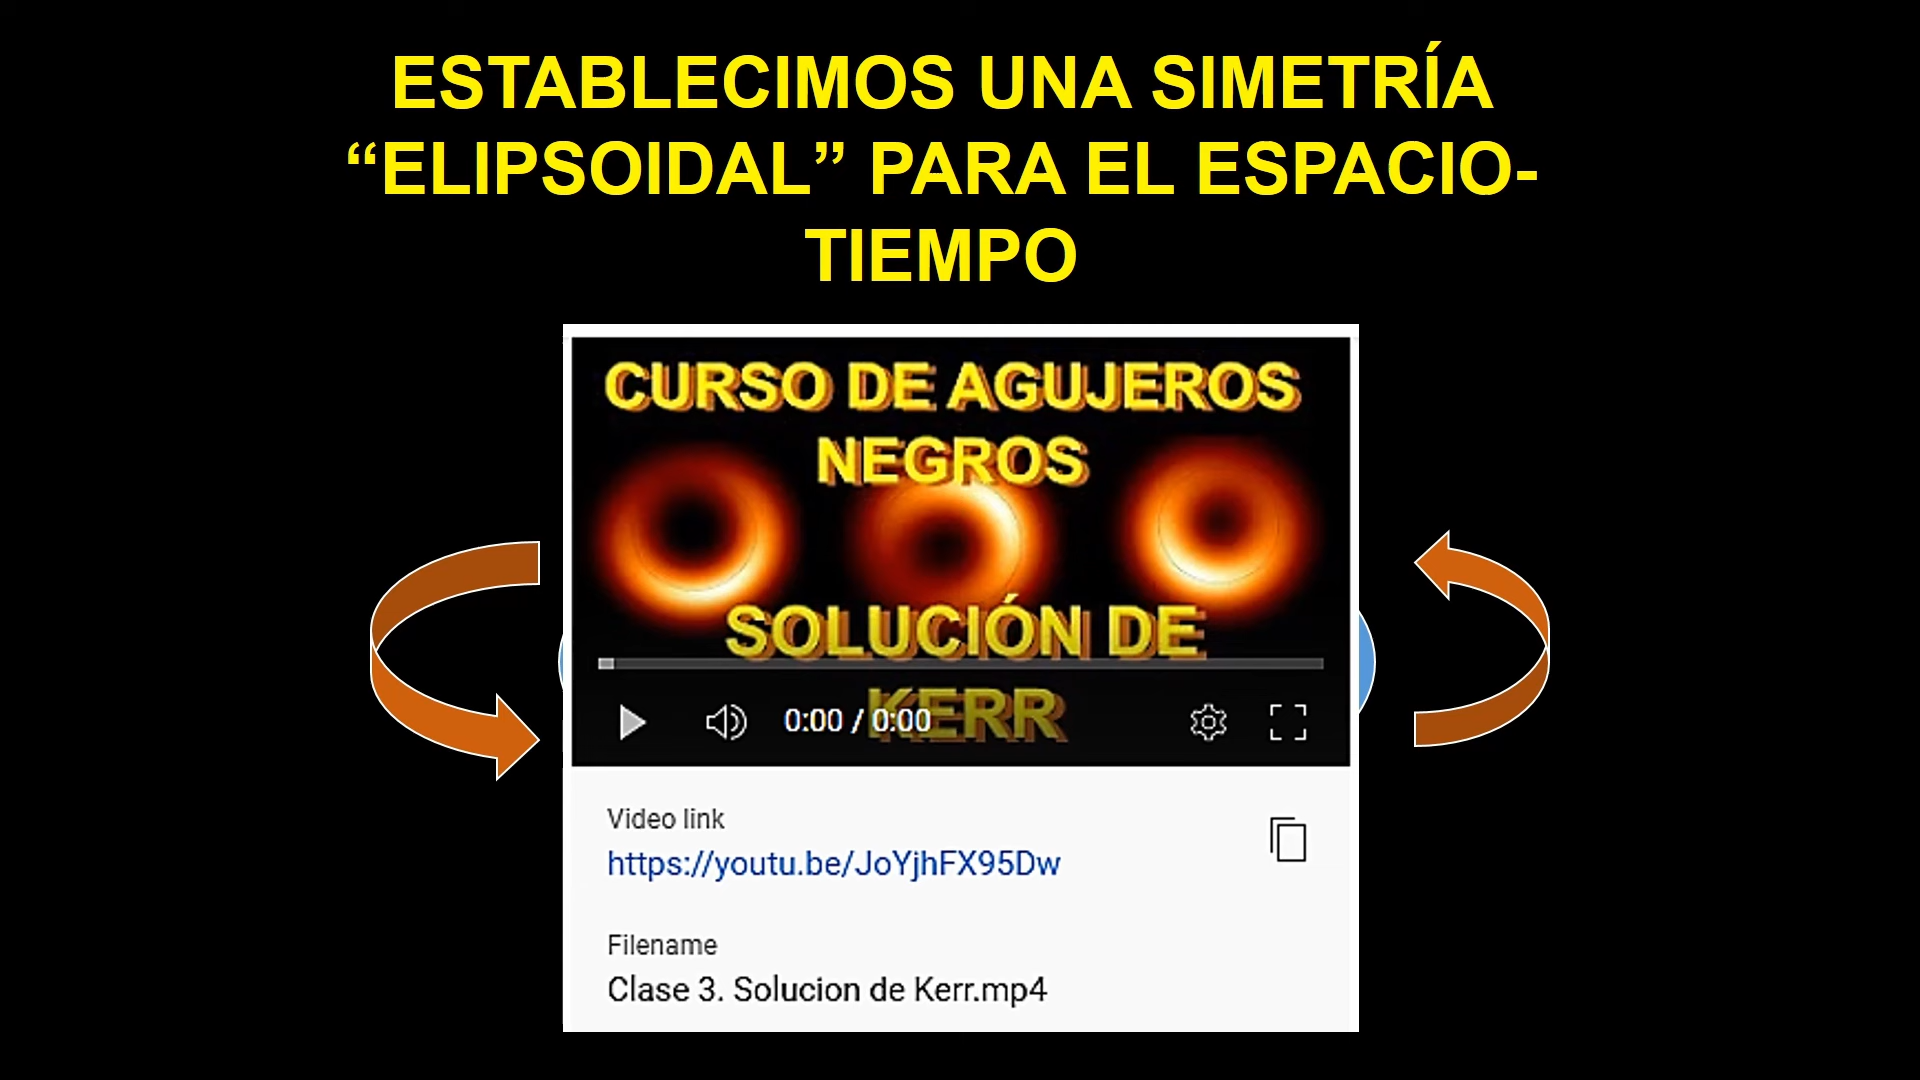 ESTABLECIMOS UNA SIMETRÍA
“ELIPSOIDAL” PARA EL ESPACIO-
TIEMPO
CURSO DE AGUJEROS
NEGROS
SOLUCIÓN DE
KERR
0:00 / 0:00
Video link
https://youtu.be/JoYjhFX95Dw
Filename
Clase 3. Solucion de Kerr.mp4